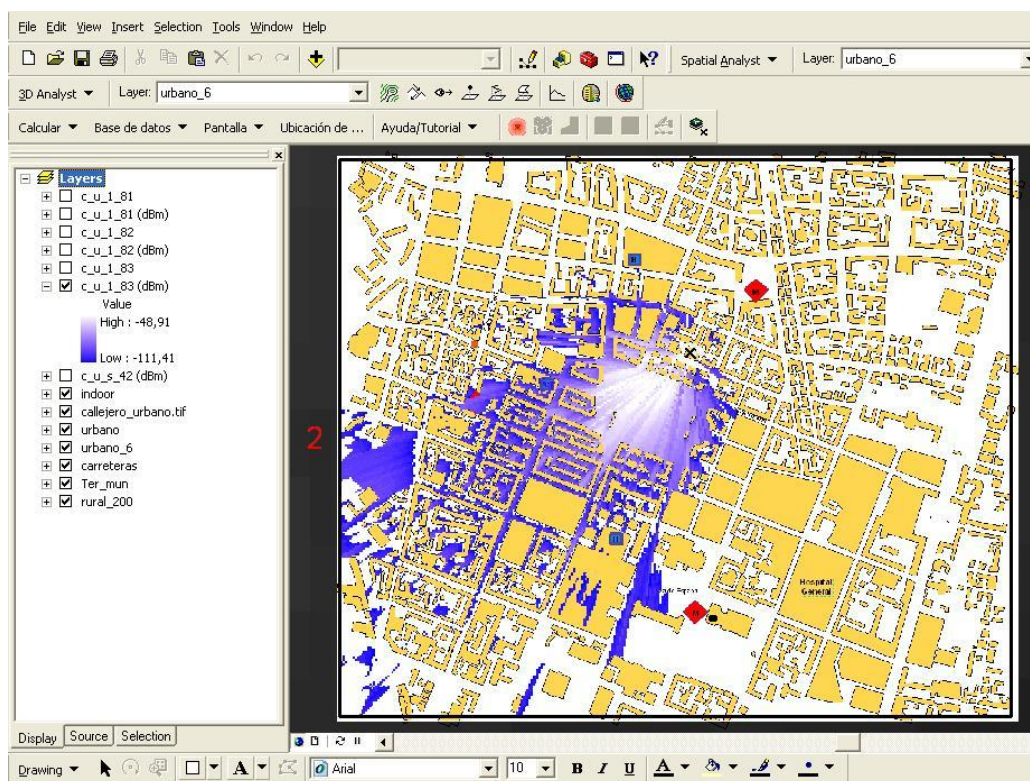 File Edit View Insert Selection Tools Window Help
Spatial Analyst Layer: urbano_6
3D Analyst Layer: urbano_6
Calcular Base de datos Pantalla Ubicación de ... Ayuda/Tutorial
Layers
c_u_1_81
c_u_1_81 (dBm)
c_u_1_82
c_u_1_82 (dBm)
c_u_1_83
c_u_1_83 (dBm)
Value
High : -48,91
Low : -111,41
c_u_s_42 (dBm)
indoor
callejero_urbano.tif
urbano
urbano_6
carreteras
Ter_mun
rural_200
2
Hospital
General
Display Source Selection
Drawing A Arial 10 B I U A